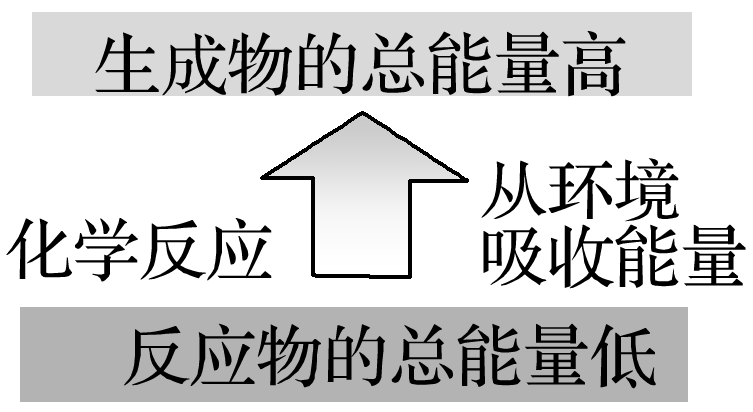 生成物的总能量高
化学反应
从环境
吸收能量
反应物的总能量低